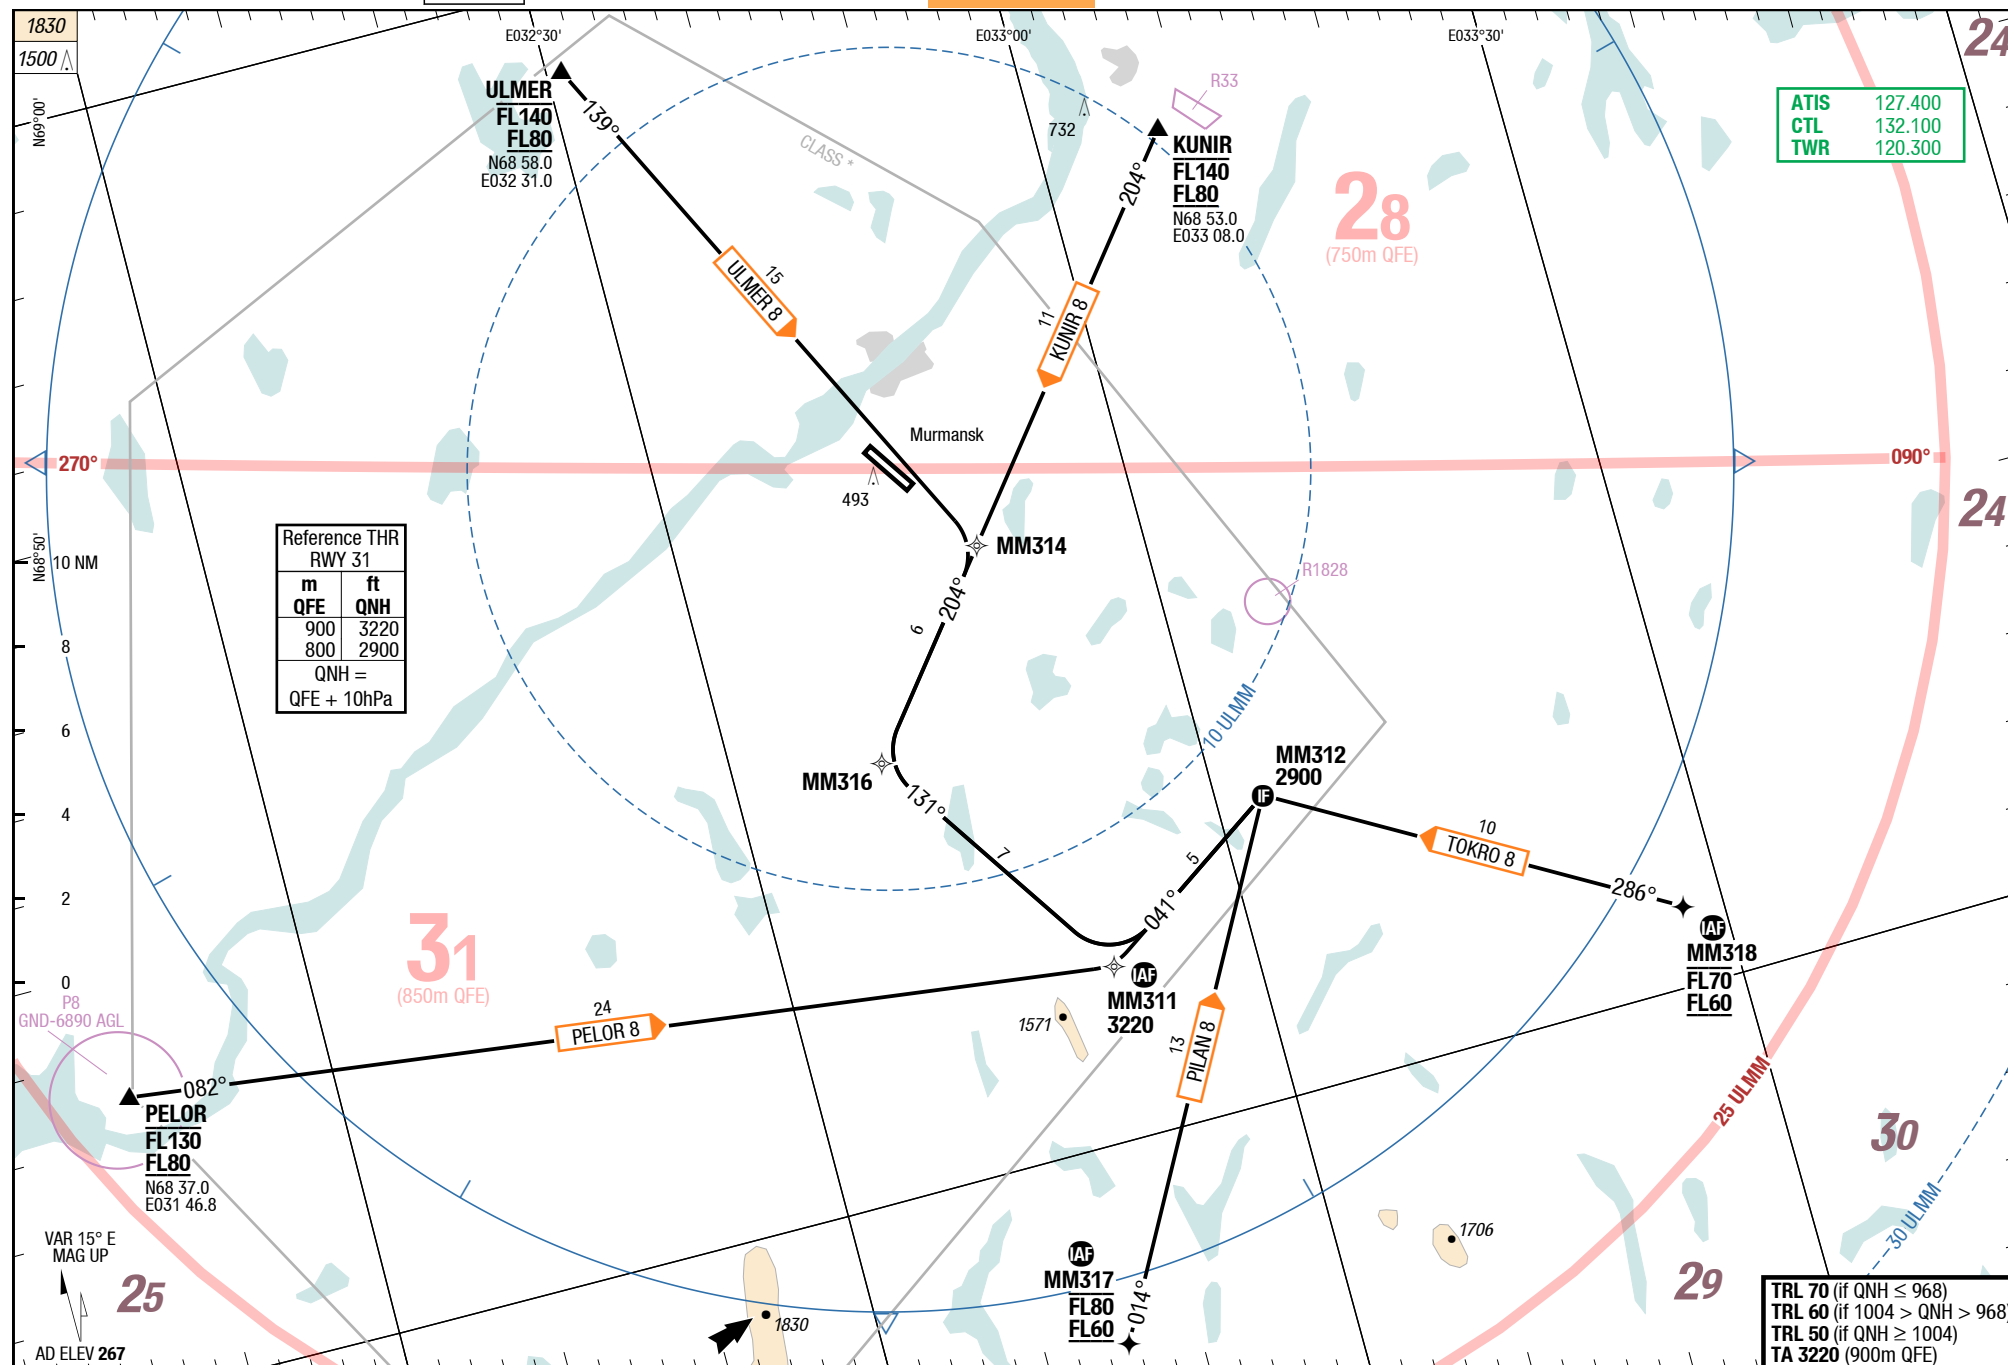 1830
1500
E032°30'
E033°00'
E033°30'
24
N69°00'
ULMER
FL140
FL80
N68 58.0
E032 31.0
139°
CLASS *
732
R33
KUNIR
FL140
FL80
N68 53.0
E033 08.0
204°
28
(750m QFE)
ATIS 127.400
CTL 132.100
TWR 120.300
15
ULMER 8
11
KUNIR 8
Murmansk
270°
090°
493
24
N68°50'
10 NM
8
6
4
2
0
Reference THR
RWY 31
m ft
QFE QNH
900 3220
800 2900
QNH =
QFE + 10hPa
MM314
204°
6
R1828
10 ULMM
MM316
131°
7
MM312
2900
IF
5
041°
10
TOKRO 8
286°
IAF
MM318
FL70
FL60
31
(850m QFE)
P8
GND-6890 AGL
24
PELOR 8
082°
PELOR
FL130
FL80
N68 37.0
E031 46.8
IAF
MM311
3220
1571
13
PILAN 8
25 ULMM
30
30 ULMM
VAR 15° E
MAG UP
25
AD ELEV 267
1830
IAF
MM317
FL80
FL60
014°
1706
29
TRL 70 (if QNH ≤ 968)
TRL 60 (if 1004 > QNH > 968)
TRL 50 (if QNH ≥ 1004)
TA 3220 (900m QFE)